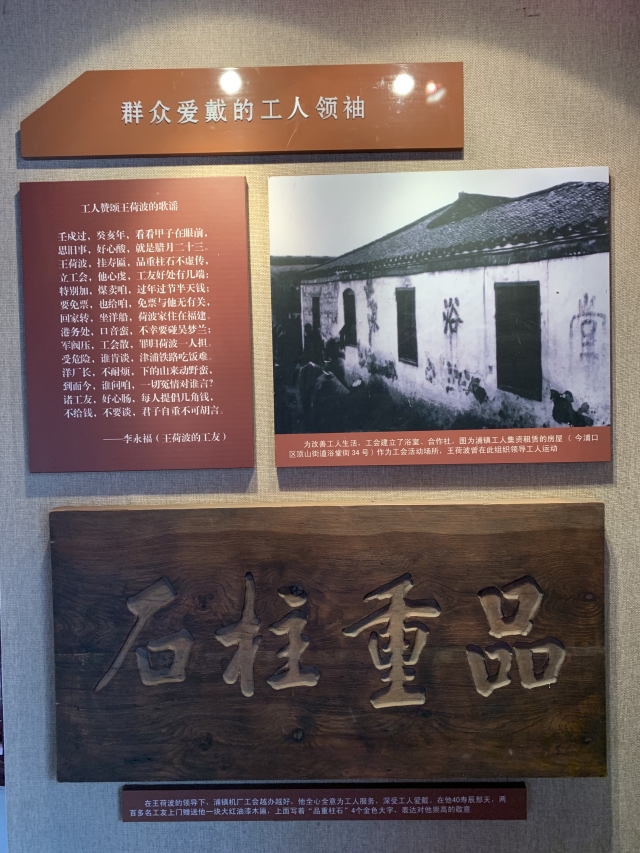 群众爱戴的工人领袖
工人赞颂王荷波的歌谣
壬戌过，癸亥年，看看甲子在眼前，
思旧事，好心酸，就是腊月二十三。
王荷波，挂寿匾，品重柱石不虚传，
立工会，他心虔，工友好处有几端：
特别加，煤卖咱，过年过节半天钱；
要免票，也给咱，免票与他无有关，
回家转，坐洋船，荷波家住在福建。
港务处，口音蛮，不幸要碰吴梦兰；
军阀压，工会散，罪归荷波一人担。
受危险，谁肯谈，津浦铁路吃饭难。
洋厂长，不耐烦，下的山来动野蛮，
到而今，谁问咱，一切冤情对谁言？
诸工友，好心肠，每人提倡几角钱，
不给钱，不要谈，君子自重不可胡言。
——李永福（王荷波的工友）
浴
堂
为改善工人生活，工会建立了浴室、合作社。图为浦镇工人集资租赁的房屋（今浦口
区顶山街道浴堂街34号）作为工会活动场所，王荷波曾在此组织领导工人运动
石柱重品
在王荷波的领导下，浦镇机厂工会越办越好。他全心全意为工人服务，深受工人爱戴。在他40寿辰那天，两
百多名工友上门赠送他一块大红油漆木匾，上面写着“品重柱石”4个金色大字，表达对他崇高的敬意